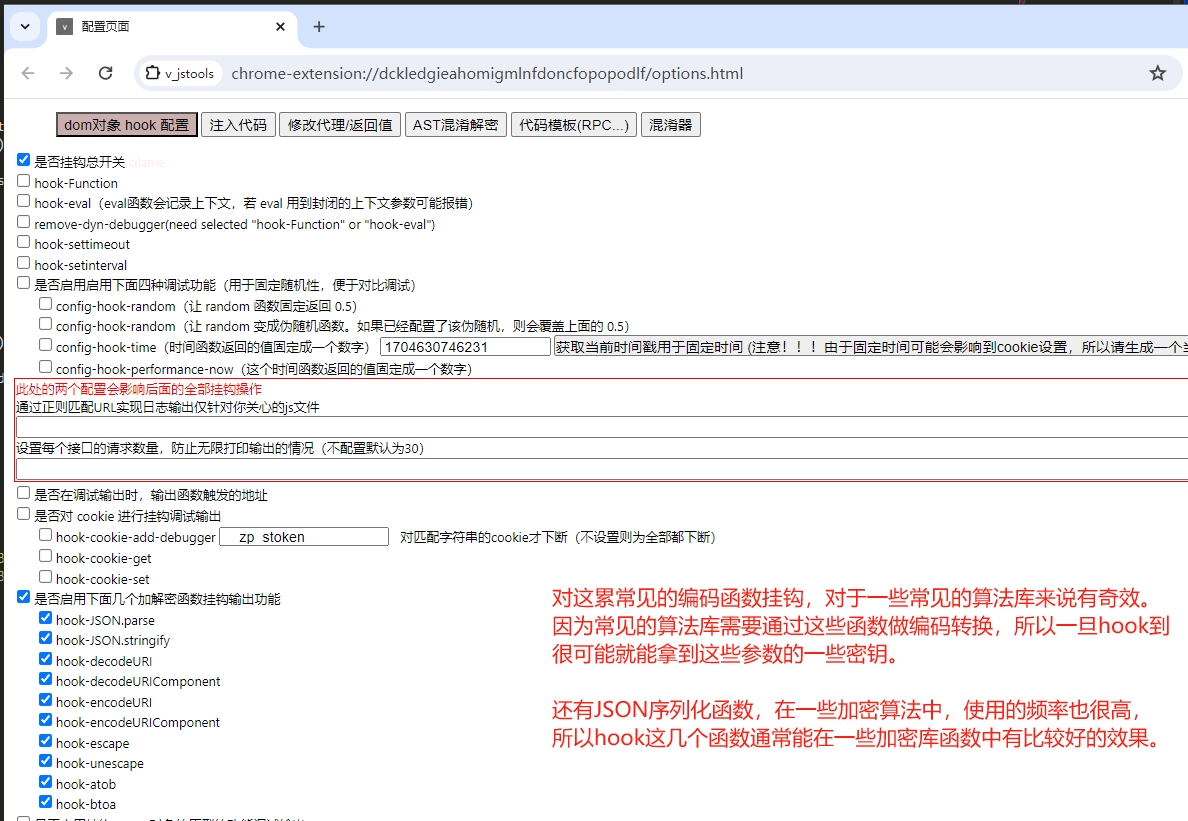 配置页面
v_jstools
chrome-extension://dckledgieahomigmlnfdoncfopopodlf/options.html
dom对象 hook 配置 注入代码 修改代理/返回值 AST混淆解密 代码模板(RPC...) 混淆器
是否挂钩总开关 cilame
hook-Function
hook-eval（eval函数会记录上下文，若 eval 用到封闭的上下文参数可能报错）
remove-dyn-debugger(need selected "hook-Function" or "hook-eval")
hook-settimeout
hook-setinterval
是否启用启用下面四种调试功能（用于固定随机性，便于对比调试）
config-hook-random（让 random 函数固定返回 0.5）
config-hook-random（让 random 变成伪随机函数。如果已经配置了该伪随机，则会覆盖上面的 0.5）
config-hook-time（时间函数返回的值固定成一个数字） 1704630746231 获取当前时间戳用于固定时间 (注意！！！由于固定时间可能会影响到cookie设置，所以请生成一个
config-hook-performance-now（这个时间函数返回的值固定成一个数字）
此处的两个配置会影响后面的全部挂钩操作
通过正则匹配URL实现日志输出仅针对你关心的js文件
设置每个接口的请求数量，防止无限打印输出的情况（不配置默认为30）
是否在调试输出时，输出函数触发的地址
是否对 cookie 进行挂钩调试输出
hook-cookie-add-debugger __zp_stoken__ 对匹配字符串的cookie才下断（不设置则为全部都下断）
hook-cookie-get
hook-cookie-set
是否启用下面几个加解密函数挂钩输出功能
hook-JSON.parse
hook-JSON.stringify
hook-decodeURI
hook-decodeURIComponent
hook-encodeURI
hook-encodeURIComponent
hook-escape
hook-unescape
hook-atob
hook-btoa
对这累常见的编码函数挂钩，对于一些常见的算法库来说有奇效。
因为常见的算法库需要通过这些函数做编码转换，所以一旦hook到
很可能就能拿到这些参数的一些密钥。
还有JSON序列化函数，在一些加密算法中，使用的频率也很高，
所以hook这几个函数通常能在一些加密库函数中有比较好的效果。